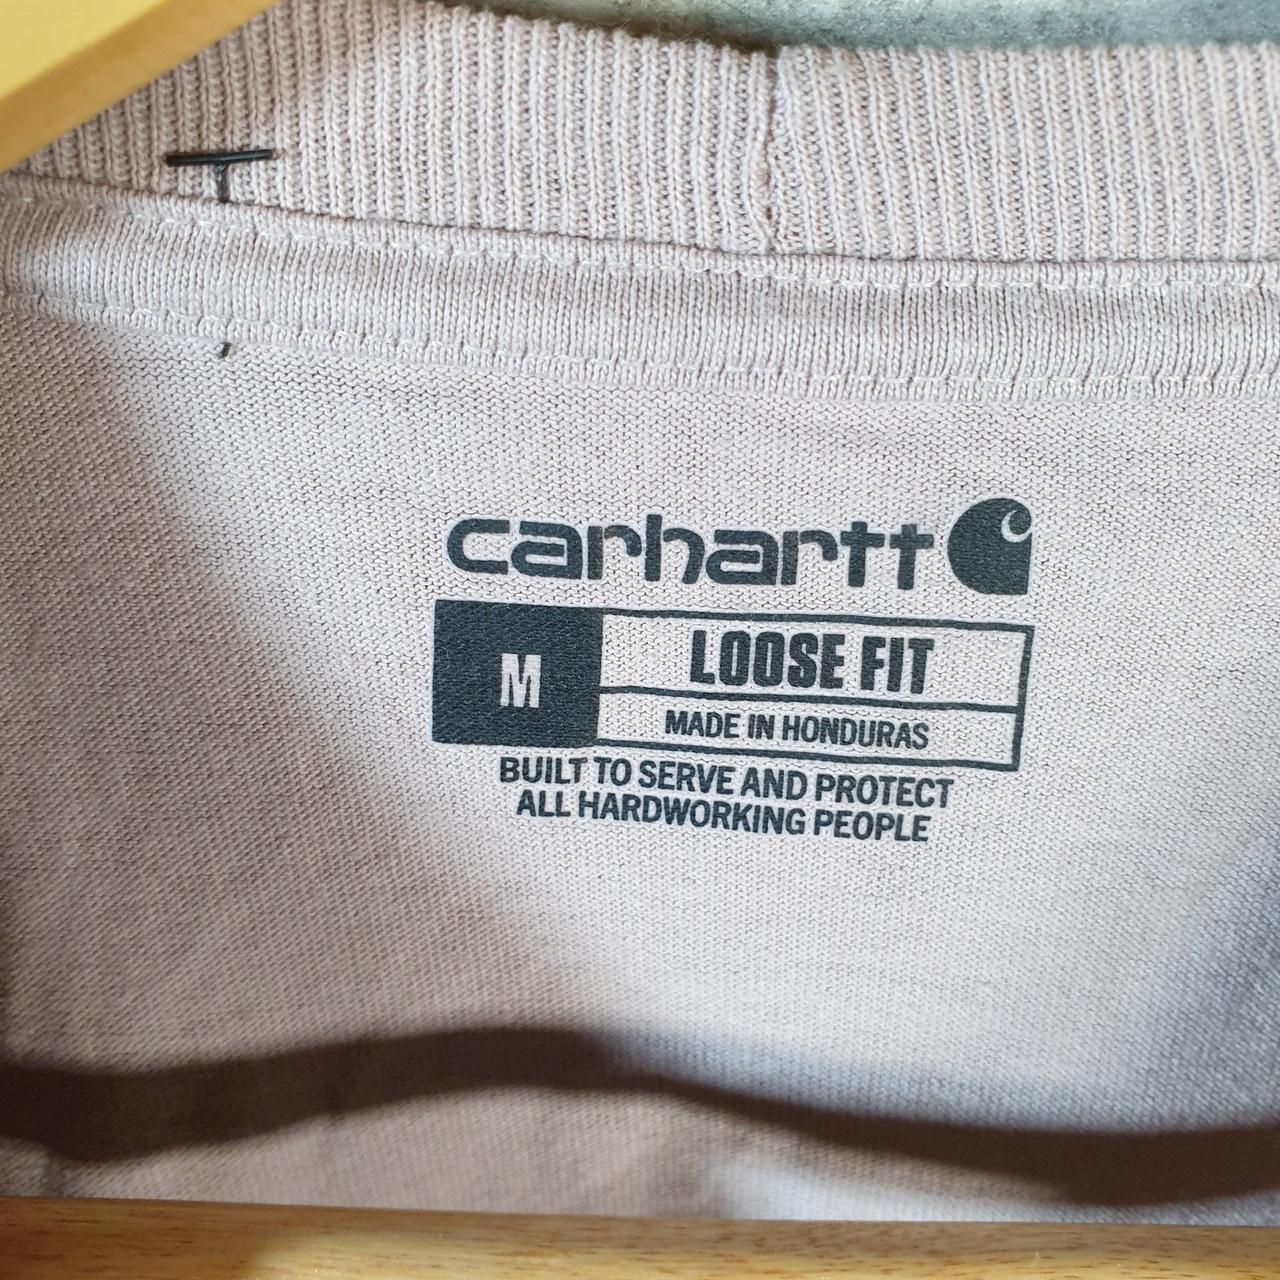 carhartt
M
LOOSE FIT
MADE IN HONDURAS
BUILT TO SERVE AND PROTECT
ALL HARDWORKING PEOPLE